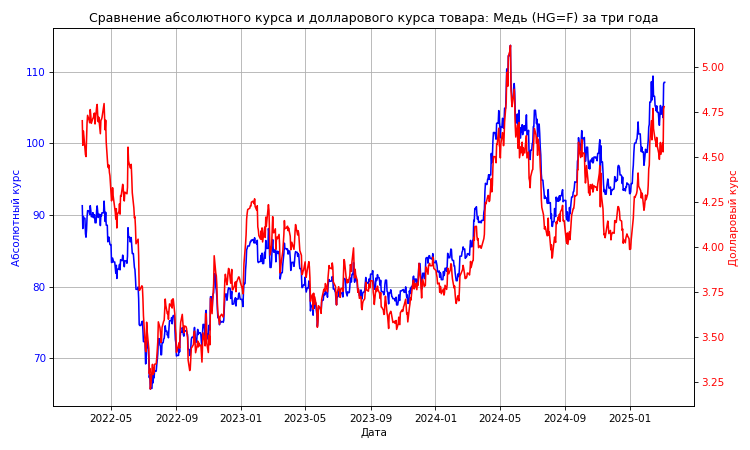 Сравнение абсолютного курса и долларового курса товара: Медь (HG=F) за три года
Абсолютный курс
110
100
90
80
70
5.00
4.75
4.50
4.25
4.00
3.75
3.50
3.25
Долларовый курс
2022-05 2022-09 2023-01 2023-05 2023-09 2024-01 2024-05 2024-09 2025-01
Дата